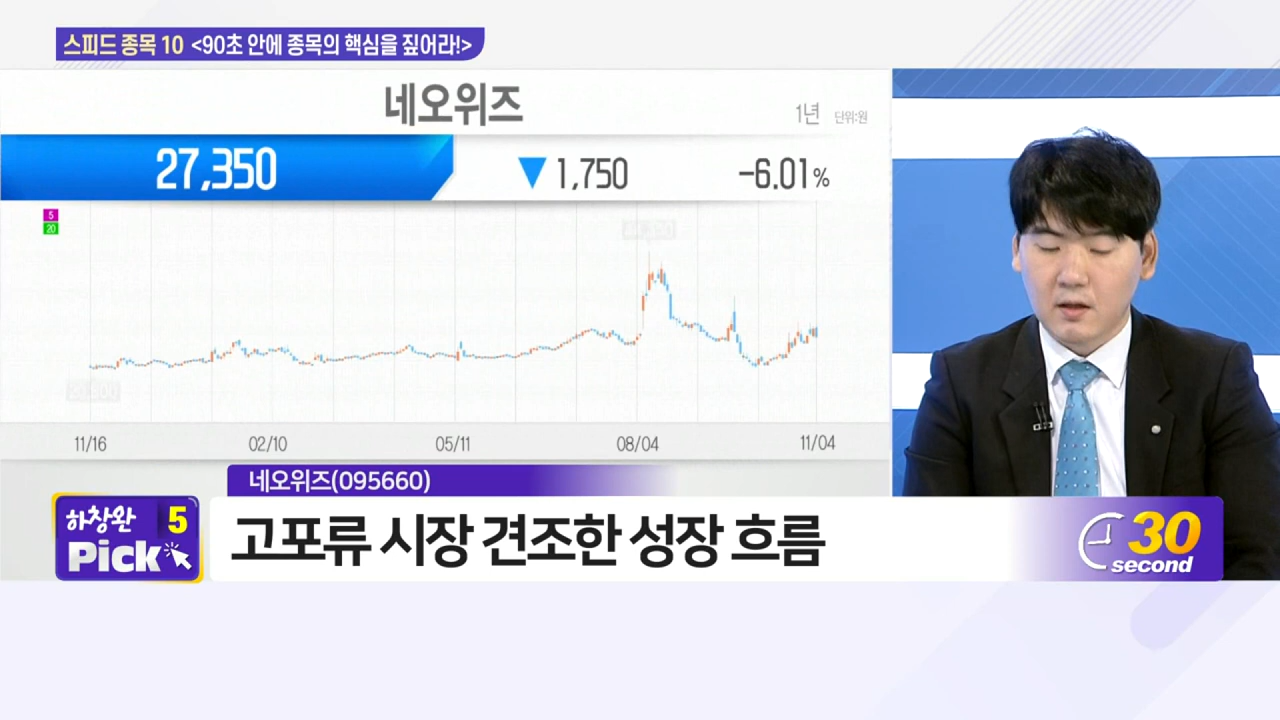 스피드 종목 10 <90초 안에 종목의 핵심을 짚어라!>
네오위즈
1년 단위:원
27,350 ▼ 1,750 -6.01%
5
20
11/16 02/10 05/11 08/04 11/04
네오위즈(095660)
하창완 5
Pick
고포류 시장 견조한 성장 흐름
30
second